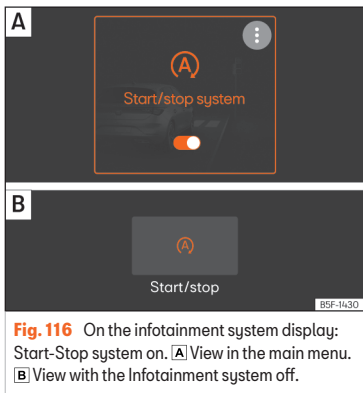 A
A
Start/stop system
B
A
Start/stop
B5F-1430
Fig. 116 On the infotainment system display:
Start-Stop system on. A View in the main menu.
B View with the Infotainment system off.